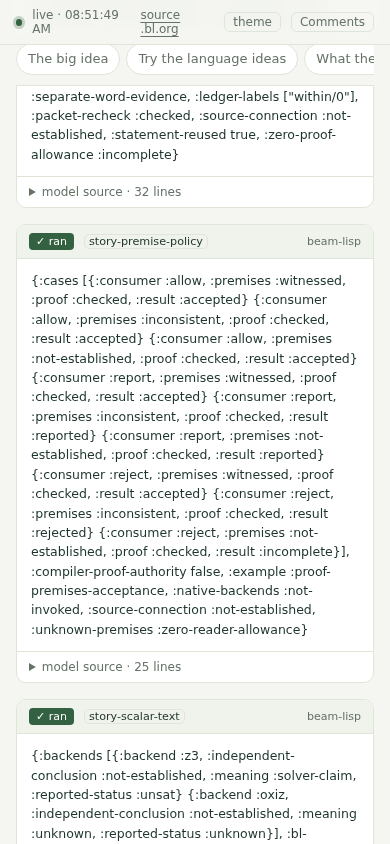 live · 08:51:49 AM
source.bl.org
theme
Comments
The big idea
Try the language ideas
What the
:separate-word-evidence, :ledger-labels ["within/0"],
:packet-recheck :checked, :source-connection :not-
established, :statement-reused true, :zero-proof-
allowance :incomplete}
▶ model source · 32 lines
✓ ran story-premise-policy beam-lisp
{:cases [{:consumer :allow, :premises :witnessed,
:proof :checked, :result :accepted} {:consumer
:allow, :premises :inconsistent, :proof :checked,
:result :accepted} {:consumer :allow, :premises
:not-established, :proof :checked, :result :accepted}
{:consumer :report, :premises :witnessed, :proof
:checked, :result :accepted} {:consumer :report,
:premises :inconsistent, :proof :checked, :result
:reported} {:consumer :report, :premises :not-
established, :proof :checked, :result :reported}
{:consumer :reject, :premises :witnessed, :proof
:checked, :result :accepted} {:consumer :reject,
:premises :inconsistent, :proof :checked, :result
:rejected} {:consumer :reject, :premises :not-
established, :proof :checked, :result :incomplete}],
:compiler-proof-authority false, :example :proof-
premises-acceptance, :native-backends :not-
invoked, :source-connection :not-established,
:unknown-premises :zero-reader-allowance}
▶ model source · 25 lines
✓ ran story-scalar-text beam-lisp
{:backends [{:backend :z3, :independent-
conclusion :not-established, :meaning :solver-claim,
:reported-status :unsat} {:backend :oxiz,
:independent-conclusion :not-established, :meaning
:unknown, :reported-status :unknown}], :bl-